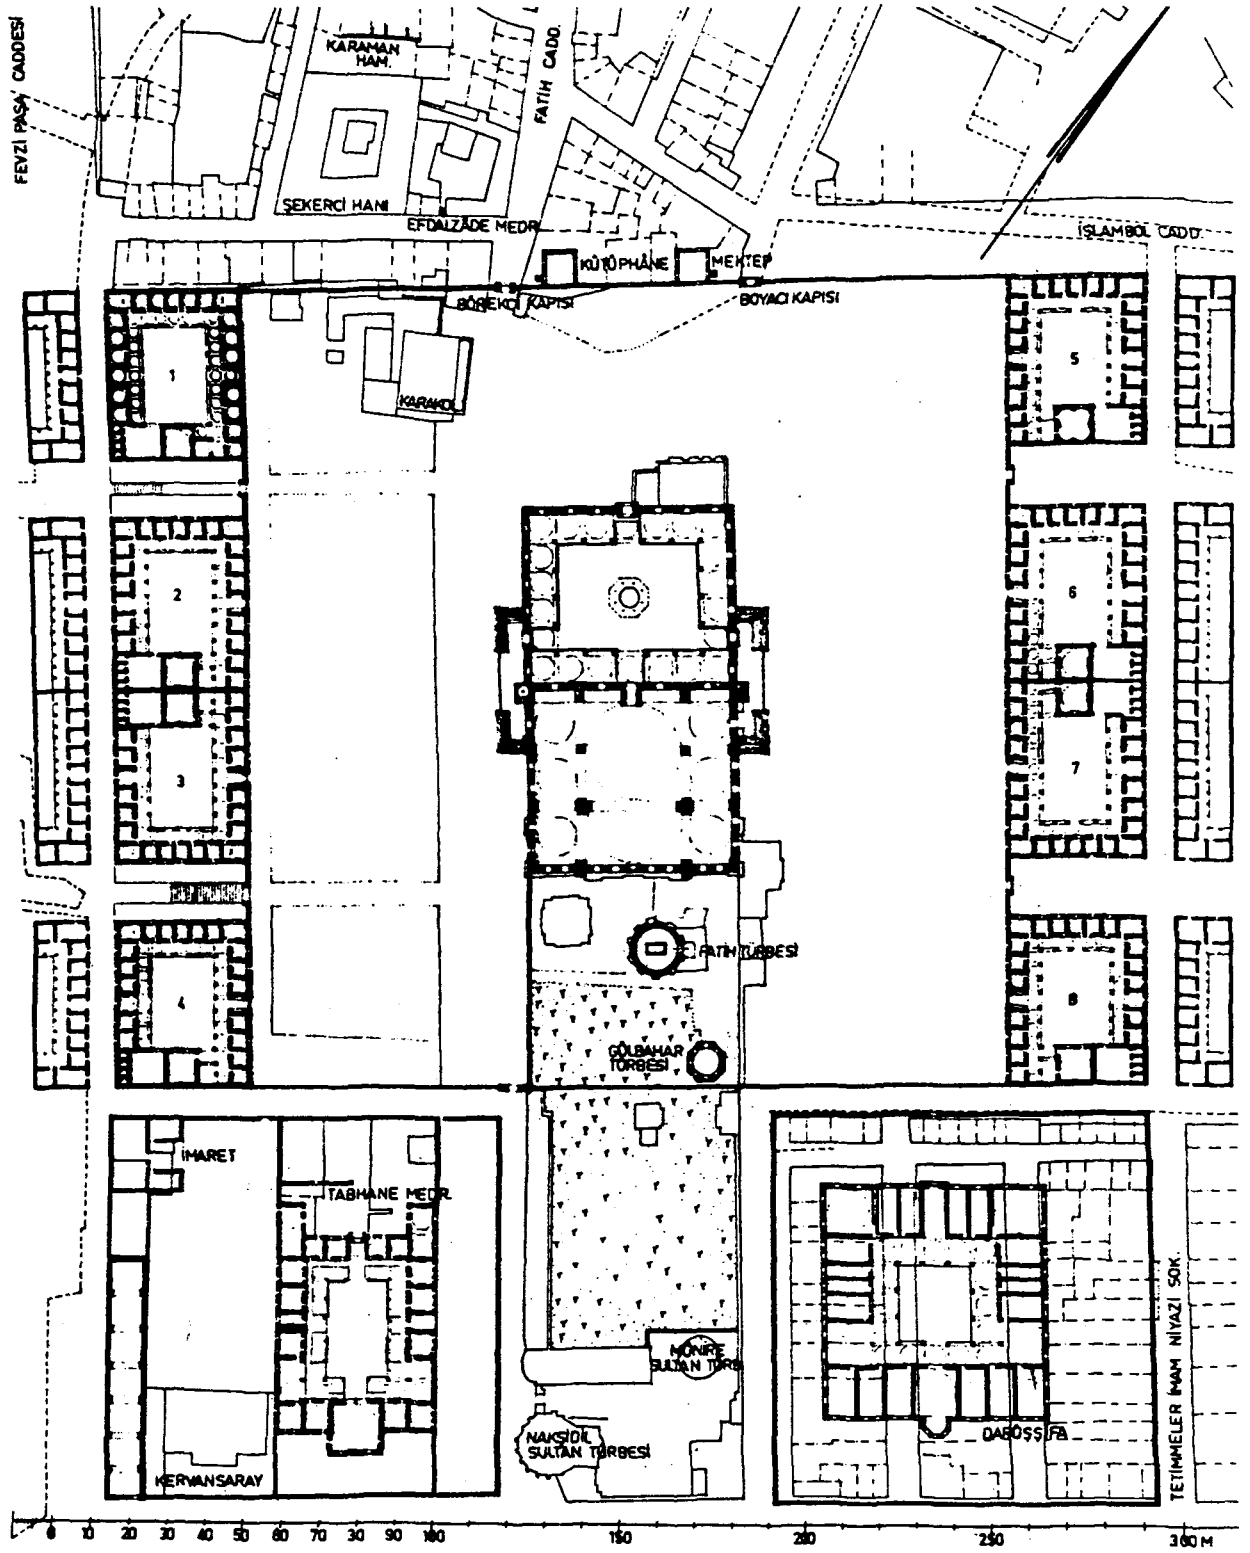 FEVZİ PAŞA CADDESİ
KARAMAN
HAM.
FATİH CADD.
ŞEKERCİ HANI
EFDALZÂDE MEDR.
İSLAMBOL CADD.
KÜTÜPHÂNE
MEKTEP
BÖREKÇİ KAPISI
BOYACI KAPISI
1
5
KARAKOL
2
6
3
7
FATİH TÜRBESİ
4
8
GÜLBAHAR
TÜRBESİ
İMARET
TABHANE MEDR.
MÜNİRE
SULTAN TÜRB.
NAKŞİDİL
SULTAN TÜRBESİ
DARÜŞŞİFA
KERVANSARAY
TETİMMELER İMAM NİYAZİ SOK.
0 10 20 30 40 50 60 70 80 90 100 150 200 250 300 M